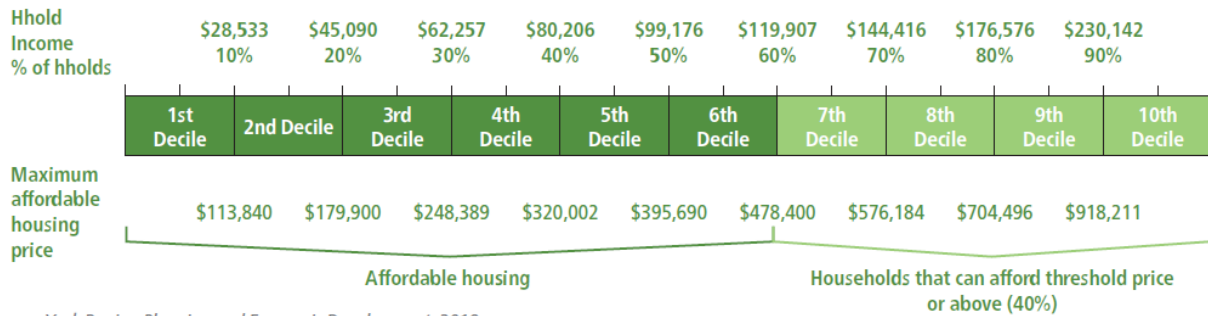 Hhold
Income
% of hholds
$28,533 $45,090 $62,257 $80,206 $99,176 $119,907 $144,416 $176,576 $230,142
10% 20% 30% 40% 50% 60% 70% 80% 90%
1st Decile
2nd Decile
3rd Decile
4th Decile
5th Decile
6th Decile
7th Decile
8th Decile
9th Decile
10th Decile
Maximum
affordable
housing
price
$113,840 $179,900 $248,389 $320,002 $395,690 $478,400 $576,184 $704,496 $918,211
Affordable housing
Households that can afford threshold price
or above (40%)